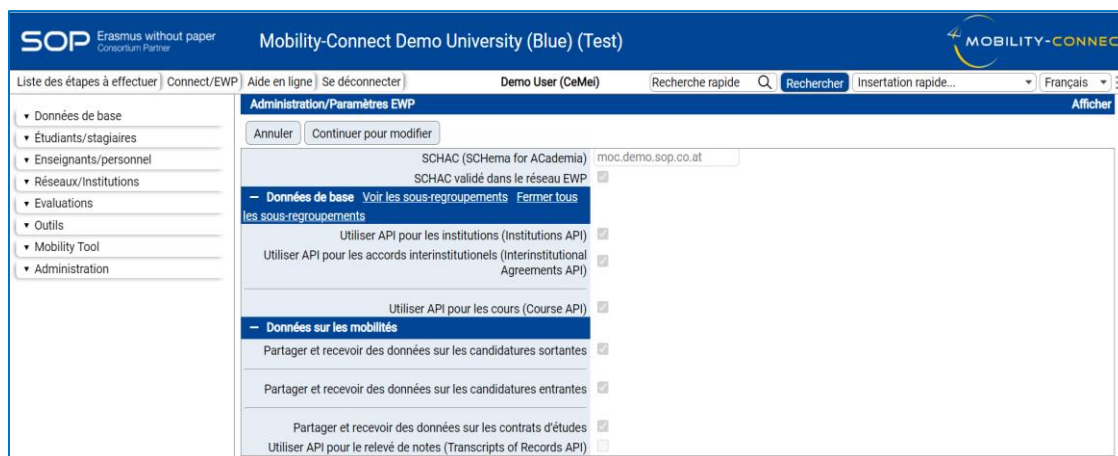 SOP Erasmus without paper
Consortium Partner
Mobility-Connect Demo University (Blue) (Test)
4 MOBILITY-CONNEC
Liste des étapes à effectuer Connect/EWP Aide en ligne Se déconnecter Demo User (CeMei) Recherche rapide Rechercher Insertation rapide... Français
Administration/Paramètres EWP Afficher
Données de base
Étudiants/stagiaires
Enseignants/personnel
Réseaux/Institutions
Evaluations
Outils
Mobility Tool
Administration
Annuler Continuer pour modifier
SCHAC (SCHema for ACademia) moc.demo.sop.co.at
SCHAC validé dans le réseau EWP
– Données de base Voir les sous-regroupements Fermer tous
les sous-regroupements
Utiliser API pour les institutions (Institutions API)
Utiliser API pour les accords interinstitutionels (Interinstitutional
Agreements API)
Utiliser API pour les cours (Course API)
– Données sur les mobilités
Partager et recevoir des données sur les candidatures sortantes
Partager et recevoir des données sur les candidatures entrantes
Partager et recevoir des données sur les contrats d'études
Utiliser API pour le relevé de notes (Transcripts of Records API)